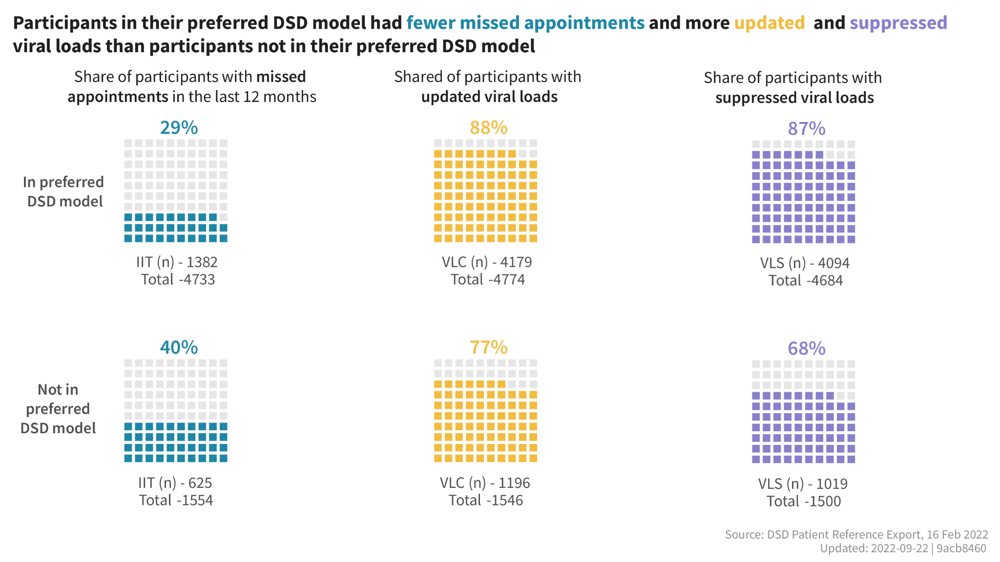 Participants in their preferred DSD model had fewer missed appointments and more updated and suppressed
viral loads than participants not in their preferred DSD model
Share of participants with missed
appointments in the last 12 months
Shared of participants with
updated viral loads
Share of participants with
suppressed viral loads
In preferred
DSD model
29%
IIT (n) - 1382
Total -4733
88%
VLC (n) - 4179
Total -4774
87%
VLS (n) - 4094
Total -4684
Not in
preferred
DSD model
40%
IIT (n) - 625
Total -1554
77%
VLC (n) - 1196
Total -1546
68%
VLS (n) - 1019
Total -1500
Source: DSD Patient Reference Export, 16 Feb 2022
Updated: 2022-09-22 | 9acb8460